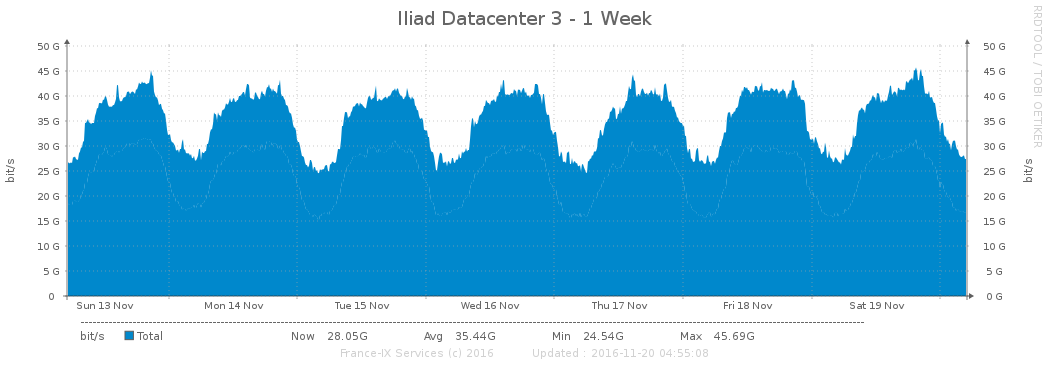 Iliad Datacenter 3 - 1 Week
RRDTOOL / TOBI OETIKER
50 G 50 G
45 G 45 G
40 G 40 G
35 G 35 G
30 G 30 G
25 G 25 G
20 G 20 G
15 G 15 G
10 G 10 G
5 G 5 G
0 0 G
bit/s
bit/s
Sun 13 Nov Mon 14 Nov Tue 15 Nov Wed 16 Nov Thu 17 Nov Fri 18 Nov Sat 19 Nov
bit/s Total Now 28.05G Avg 35.44G Min 24.54G Max 45.69G
France-IX Services (c) 2016 Updated : 2016-11-20 04:55:08